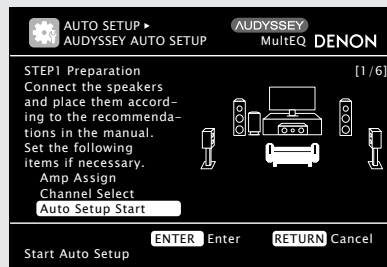 AUTO SETUP ▸
AUDYSSEY AUTO SETUP
AUDYSSEY
MultEQ
DENON
STEP1 Preparation
[1/6]
Connect the speakers
and place them accord-
ing to the recommenda-
tions in the manual.
Set the following
items if necessary.
Amp Assign
Channel Select
Auto Setup Start
ENTER Enter
RETURN Cancel
Start Auto Setup